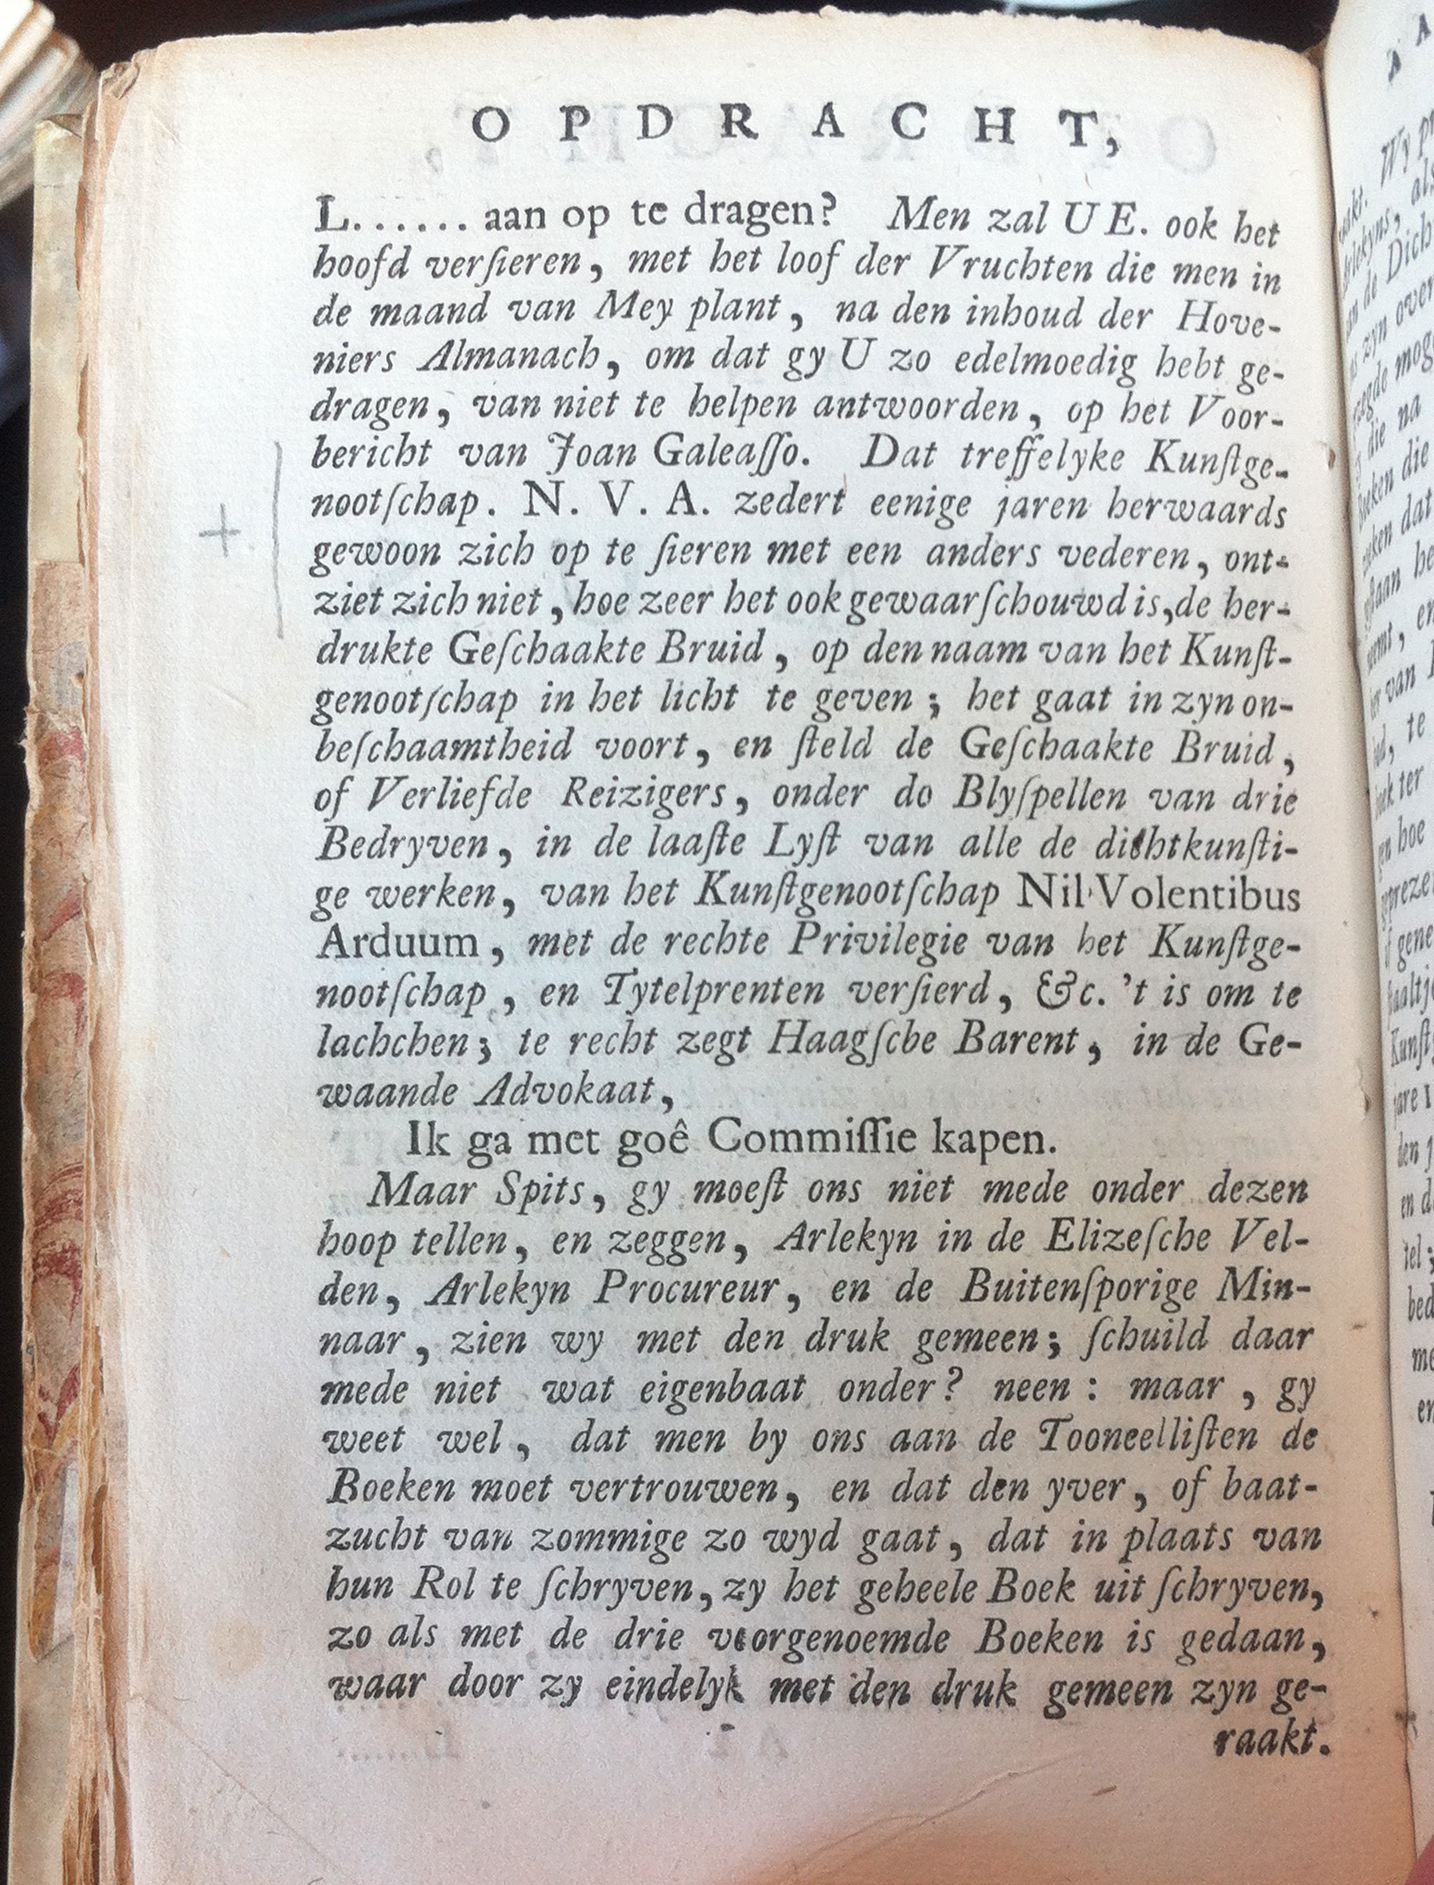 OPDRACHT,
L...... aan op te dragen? Men zal U E. ook het
hoofd verſieren, met het loof der Vruchten die men in
de maand van Mey plant, na den inhoud der Hove-
niers Almanach, om dat gy U zo edelmoedig hebt ge-
dragen, van niet te helpen antwoorden, op het Voor-
bericht van Joan Galeaſſo. Dat treffelyke Kunſtge-
nootſchap. N. V. A. zedert eenige jaren herwaards
gewoon zich op te ſieren met een anders vederen, ont-
ziet zich niet, hoe zeer het ook gewaarſchouwd is, de her-
drukte Geſchaakte Bruid, op den naam van het Kunſt-
genootſchap in het licht te geven; het gaat in zyn on-
beſchaamtheid voort, en ſteld de Geſchaakte Bruid,
of Verliefde Reizigers, onder do Blyſpellen van drie
Bedryven, in de laaſte Lyſt van alle de dichtkunſti-
ge werken, van het Kunſtgenootſchap Nil Volentibus
Arduum, met de rechte Privilegie van het Kunſtge-
nootſchap, en Tytelprenten verſierd, &c. 't is om te
lachchen; te recht zegt Haagſche Barent, in de Ge-
waande Advokaat,
Ik ga met goê Commiſſie kapen.
Maar Spits, gy moeſt ons niet mede onder dezen
hoop tellen, en zeggen, Arlekyn in de Elizeſche Vel-
den, Arlekyn Procureur, en de Buitenſporige Min-
naar, zien wy met den druk gemeen; ſchuild daar
mede niet wat eigenbaat onder? neen: maar, gy
weet wel, dat men by ons aan de Tooneelliſten de
Boeken moet vertrouwen, en dat den yver, of baat-
zucht van zommige zo wyd gaat, dat in plaats van
hun Rol te ſchryven, zy het geheele Boek uit ſchryven,
zo als met de drie voorgenoemde Boeken is gedaan,
waar door zy eindelyk met den druk gemeen zyn ge-
raakt.